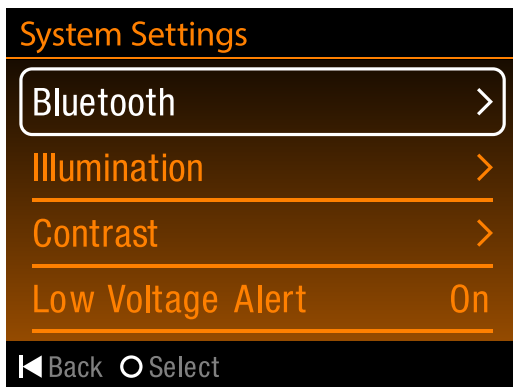 System Settings
Bluetooth
Illumination
Contrast
Low Voltage Alert On
Back Select